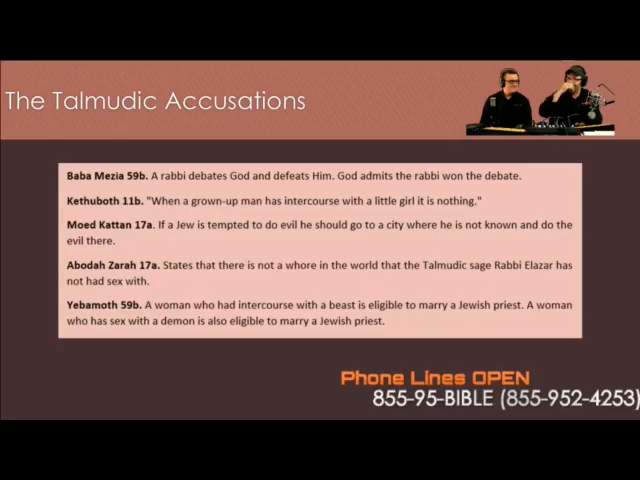 The Talmudic Accusations
Baba Mezia 59b. A rabbi debates God and defeats Him. God admits the rabbi won the debate.
Kethuboth 11b. "When a grown-up man has intercourse with a little girl it is nothing."
Moed Kattan 17a. If a Jew is tempted to do evil he should go to a city where he is not known and do the
evil there.
Abodah Zarah 17a. States that there is not a whore in the world that the Talmudic sage Rabbi Elazar has
not had sex with.
Yebamoth 59b. A woman who had intercourse with a beast is eligible to marry a Jewish priest. A woman
who has sex with a demon is also eligible to marry a Jewish priest.
Phone Lines OPEN
855-95-BIBLE (855-952-4253)